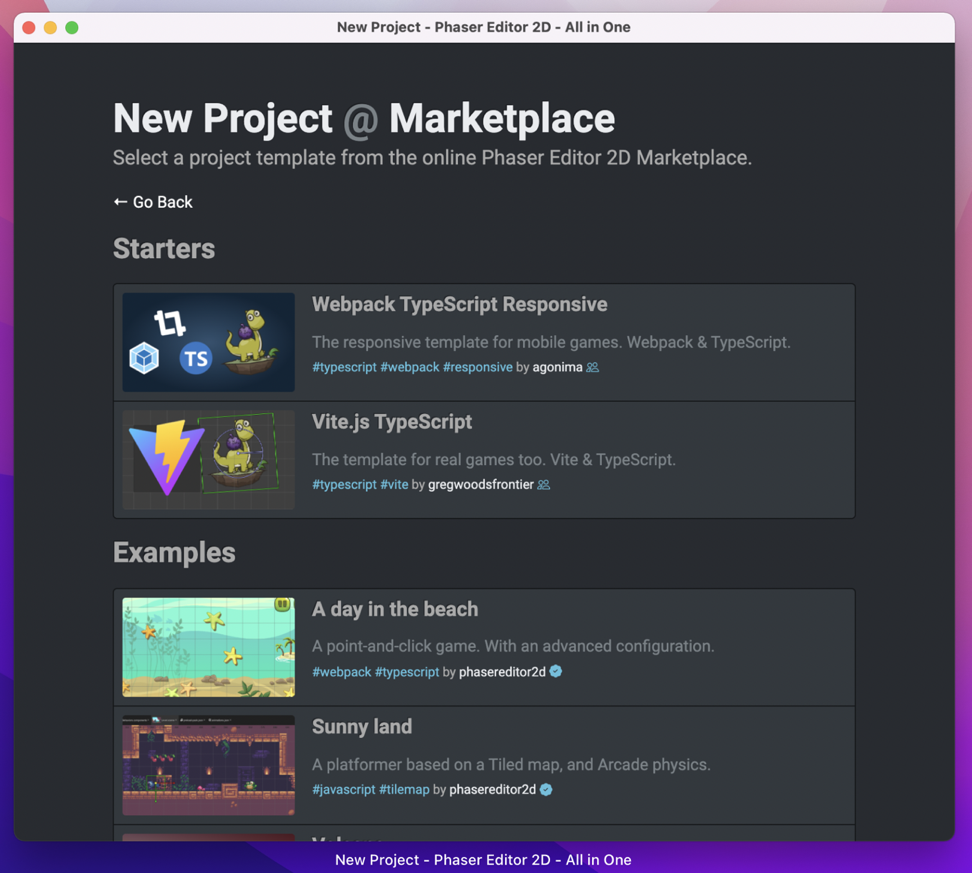 New Project - Phaser Editor 2D - All in One
New Project @ Marketplace
Select a project template from the online Phaser Editor 2D Marketplace.
← Go Back
Starters
TS
Webpack TypeScript Responsive
The responsive template for mobile games. Webpack & TypeScript.
#typescript #webpack #responsive by agonima
Vite.js TypeScript
The template for real games too. Vite & TypeScript.
#typescript #vite by gregwoodsfrontier
Examples
A day in the beach
A point-and-click game. With an advanced configuration.
#webpack #typescript by phasereditor2d
Sunny land
A platformer based on a Tiled map, and Arcade physics.
#javascript #tilemap by phasereditor2d
New Project - Phaser Editor 2D - All in One